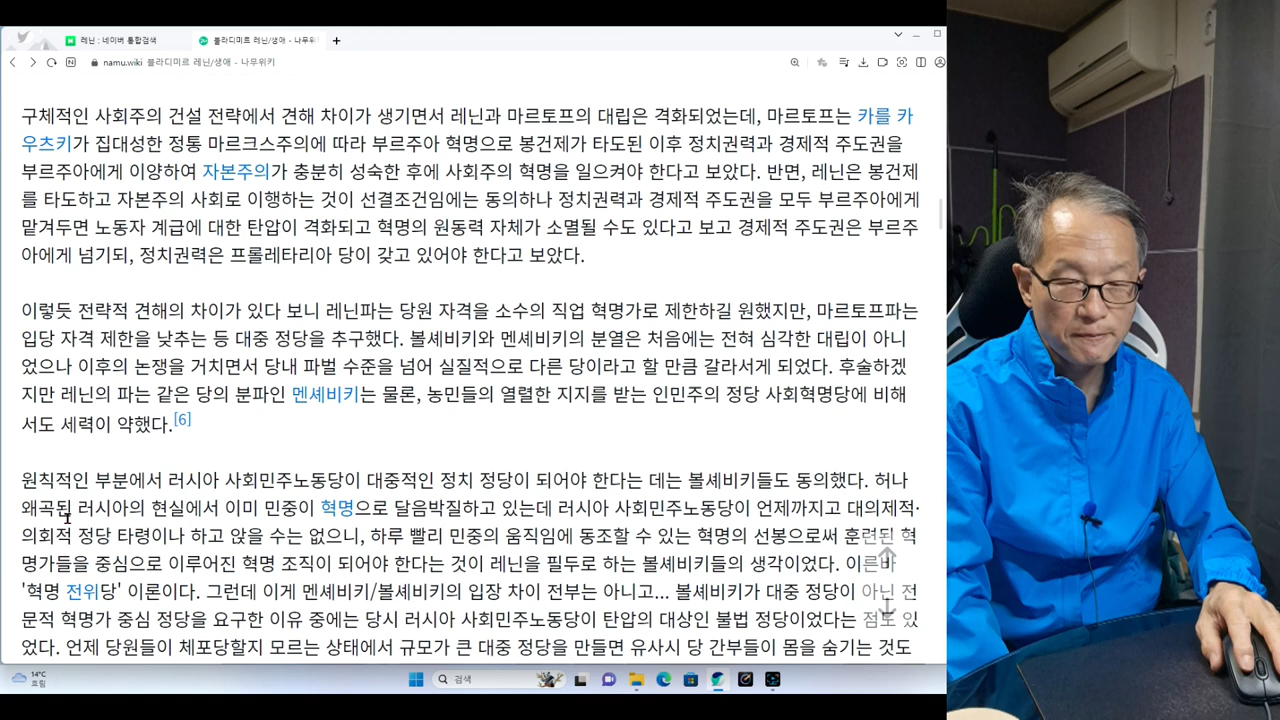 레닌 : 네이버 통합검색
블라디미르 레닌/생애 - 나무위키
namu.wiki 블라디미르 레닌/생애 - 나무위키
구체적인 사회주의 건설 전략에서 견해 차이가 생기면서 레닌과 마르토프의 대립은 격화되었는데, 마르토프는 카를 카
우츠키가 집대성한 정통 마르크스주의에 따라 부르주아 혁명으로 봉건제가 타도된 이후 정치권력과 경제적 주도권을
부르주아에게 이양하여 자본주의가 충분히 성숙한 후에 사회주의 혁명을 일으켜야 한다고 보았다. 반면, 레닌은 봉건제
를 타도하고 자본주의 사회로 이행하는 것이 선결조건임에는 동의하나 정치권력과 경제적 주도권을 모두 부르주아에게
맡겨두면 노동자 계급에 대한 탄압이 격화되고 혁명의 원동력 자체가 소멸될 수도 있다고 보고 경제적 주도권은 부르주
아에게 넘기되, 정치권력은 프롤레타리아 당이 갖고 있어야 한다고 보았다.
이렇듯 전략적 견해의 차이가 있다 보니 레닌파는 당원 자격을 소수의 직업 혁명가로 제한하길 원했지만, 마르토프파는
입당 자격 제한을 낮추는 등 대중 정당을 추구했다. 볼셰비키와 멘셰비키의 분열은 처음에는 전혀 심각한 대립이 아니
었으나 이후의 논쟁을 거치면서 당내 파벌 수준을 넘어 실질적으로 다른 당이라고 할 만큼 갈라서게 되었다. 후술하겠
지만 레닌의 파는 같은 당의 분파인 멘셰비키는 물론, 농민들의 열렬한 지지를 받는 인민주의 정당 사회혁명당에 비해
서도 세력이 약했다.[6]
원칙적인 부분에서 러시아 사회민주노동당이 대중적인 정치 정당이 되어야 한다는 데는 볼셰비키들도 동의했다. 허나
왜곡된 러시아의 현실에서 이미 민중이 혁명으로 달음박질하고 있는데 러시아 사회민주노동당이 언제까지고 대의제적·
의회적 정당 타령이나 하고 앉을 수는 없으니, 하루 빨리 민중의 움직임에 동조할 수 있는 혁명의 선봉으로써 훈련된 혁
명가들을 중심으로 이루어진 혁명 조직이 되어야 한다는 것이 레닌을 필두로 하는 볼셰비키들의 생각이었다. 이른바
'혁명 전위당' 이론이다. 그런데 이게 멘셰비키/볼셰비키의 입장 차이 전부는 아니고... 볼셰비키가 대중 정당이 아닌 전
문적 혁명가 중심 정당을 요구한 이유 중에는 당시 러시아 사회민주노동당이 탄압의 대상인 불법 정당이었다는 점도 있
었다. 언제 당원들이 체포당할지 모르는 상태에서 규모가 큰 대중 정당을 만들면 유사시 당 간부들이 몸을 숨기는 것도
14°C
흐림
검색